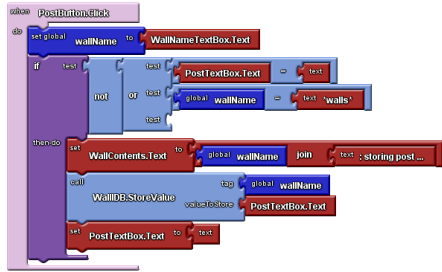 when PostButton.Click
do set global wallName to WallNameTextBox.Text
if test test PostTextBox.Text = text
not or test global wallName = text 'walls'
test
then-do set WallContents.Text to global wallName join text : storing post ...
call WallDB.StoreValue tag global wallName
valueToStore PostTextBox.Text
set PostTextBox.Text to text